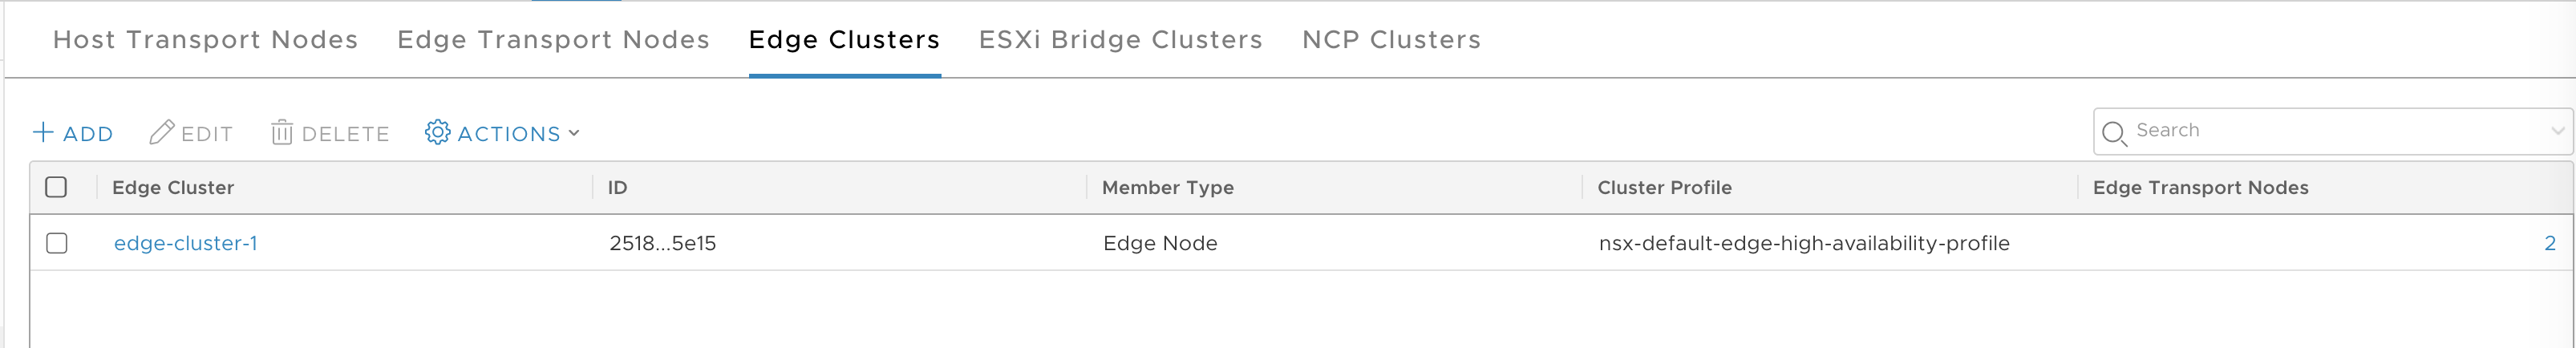 Host Transport Nodes Edge Transport Nodes Edge Clusters ESXi Bridge Clusters NCP Clusters
ADD EDIT DELETE ACTIONS Search
Edge Cluster ID Member Type Cluster Profile Edge Transport Nodes
edge-cluster-1 2518...5e15 Edge Node nsx-default-edge-high-availability-profile 2